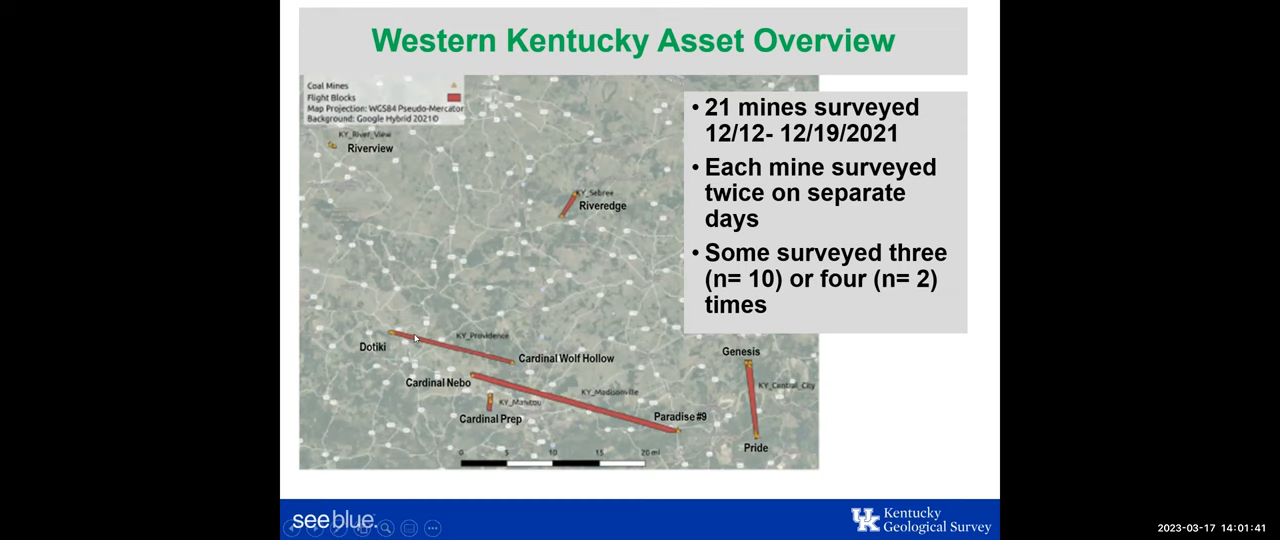 Western Kentucky Asset Overview
Coal Mines
Flight Blocks
Map Projection: WGS84 Pseudo-Mercator
Background: Google Hybrid 2021©
KY_River_View
Riverview
KY_Sebree
Riveredge
• 21 mines surveyed
12/12- 12/19/2021
• Each mine surveyed
twice on separate
days
• Some surveyed three
(n= 10) or four (n= 2)
times
KY_Providence
Dotiki
Cardinal Wolf Hollow
Genesis
Cardinal Nebo
KY_Madisonville
KY_Central_City
KY_Manitou
Cardinal Prep
Paradise #9
Pride
0 5 10 15 20 mi
seeblue.
UK Kentucky
Geological Survey
2023-03-17 14:01:41